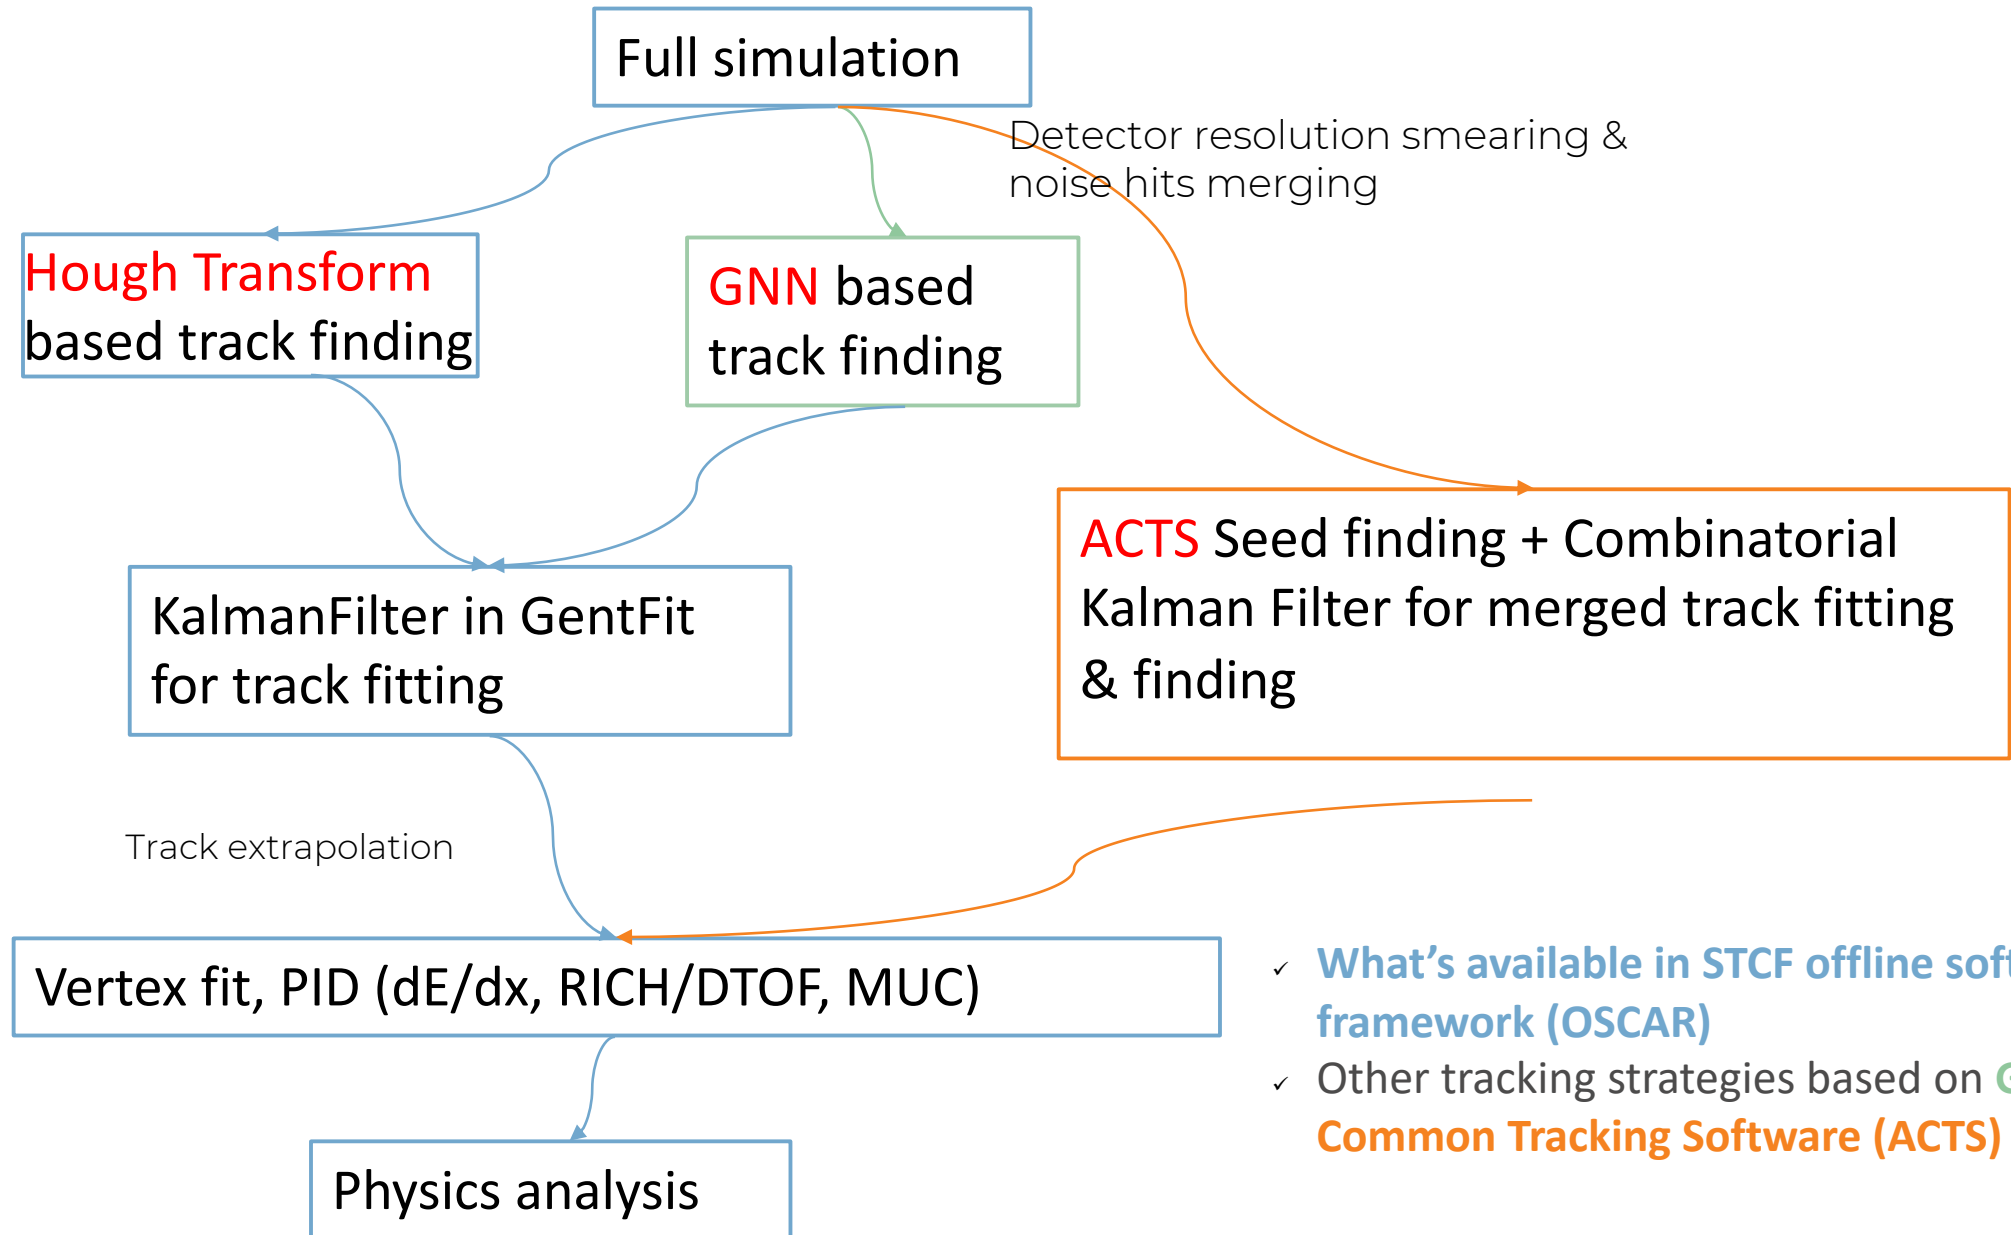 Full simulation
Detector resolution smearing &
noise hits merging
Hough Transform
based track finding
GNN based
track finding
ACTS Seed finding + Combinatorial
Kalman Filter for merged track fitting
& finding
KalmanFilter in GentFit
for track fitting
Track extrapolation
Vertex fit, PID (dE/dx, RICH/DTOF, MUC)
✓ What’s available in STCF offline
framework (OSCAR)
✓ Other tracking strategies based on
Common Tracking Software (ACTS)
Physics analysis